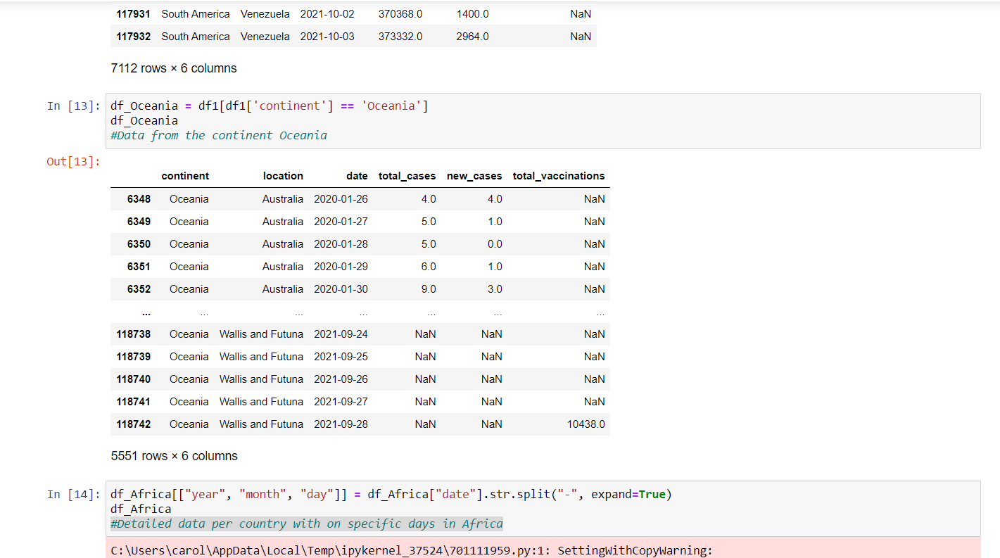 117931 South America Venezuela 2021-10-02 370368.0 1400.0 NaN
117932 South America Venezuela 2021-10-03 373332.0 2964.0 NaN
7112 rows × 6 columns
In [13]: df_Oceania = df1[df1['continent'] == 'Oceania']
df_Oceania
#Data from the continent Oceania
Out[13]:
continent location date total_cases new_cases total_vaccinations
6348 Oceania Australia 2020-01-26 4.0 4.0 NaN
6349 Oceania Australia 2020-01-27 5.0 1.0 NaN
6350 Oceania Australia 2020-01-28 5.0 0.0 NaN
6351 Oceania Australia 2020-01-29 6.0 1.0 NaN
6352 Oceania Australia 2020-01-30 9.0 3.0 NaN
... ... ... ... ... ... ...
118738 Oceania Wallis and Futuna 2021-09-24 NaN NaN NaN
118739 Oceania Wallis and Futuna 2021-09-25 NaN NaN NaN
118740 Oceania Wallis and Futuna 2021-09-26 NaN NaN NaN
118741 Oceania Wallis and Futuna 2021-09-27 NaN NaN NaN
118742 Oceania Wallis and Futuna 2021-09-28 NaN NaN 10438.0
5551 rows × 6 columns
In [14]: df_Africa[["year", "month", "day"]] = df_Africa["date"].str.split("-", expand=True)
df_Africa
#Detailed data per country with on specific days in Africa
C:\Users\carol\AppData\Local\Temp\ipykernel_37524\701111959.py:1: SettingWithCopyWarning: